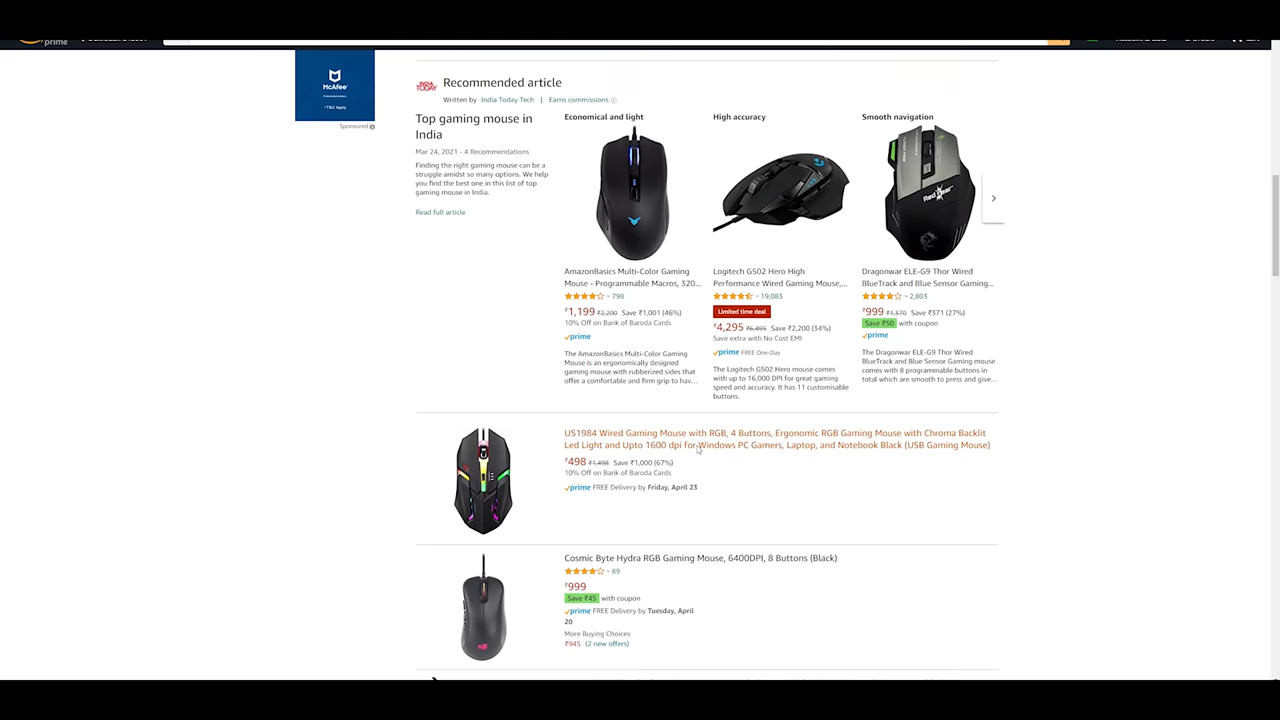 prime
McAfee
*T&C Apply
Sponsored
INDIA TODAY
Recommended article
Written by India Today Tech | Earns commissions
Top gaming mouse in
India
Mar 24, 2021 - 4 Recommendations
Finding the right gaming mouse can be a
struggle amidst so many options. We help
you find the best one in this list of top
gaming mouse in India.
Read full article
Economical and light
AmazonBasics Multi-Color Gaming
Mouse - Programmable Macros, 320...
798
₹1,199 ₹2,200 Save ₹1,001 (46%)
10% Off on Bank of Baroda Cards
prime
The AmazonBasics Multi-Color Gaming
Mouse is an ergonomically designed
gaming mouse with rubberized sides that
offer a comfortable and firm grip to hav...
High accuracy
Logitech G502 Hero High
Performance Wired Gaming Mouse,...
19,083
Limited time deal
₹4,295 ₹6,495 Save ₹2,200 (34%)
Save extra with No Cost EMI
prime FREE One-Day
The Logitech G502 Hero mouse comes
with up to 16,000 DPI for great gaming
speed and accuracy. It has 11 customisable
buttons.
Smooth navigation
Dragonwar ELE-G9 Thor Wired
BlueTrack and Blue Sensor Gaming...
2,803
₹999 ₹1,370 Save ₹371 (27%)
Save ₹50 with coupon
prime
The Dragonwar ELE-G9 Thor Wired
BlueTrack and Blue Sensor Gaming mouse
comes with 8 programmable buttons in
total which are smooth to press and give...
US1984 Wired Gaming Mouse with RGB, 4 Buttons, Ergonomic RGB Gaming Mouse with Chroma Backlit
Led Light and Upto 1600 dpi for Windows PC Gamers, Laptop, and Notebook Black (USB Gaming Mouse)
₹498 ₹1,498 Save ₹1,000 (67%)
10% Off on Bank of Baroda Cards
prime FREE Delivery by Friday, April 23
Cosmic Byte Hydra RGB Gaming Mouse, 6400DPI, 8 Buttons (Black)
89
₹999
Save ₹45 with coupon
prime FREE Delivery by Tuesday, April
20
More Buying Choices
₹945 (2 new offers)